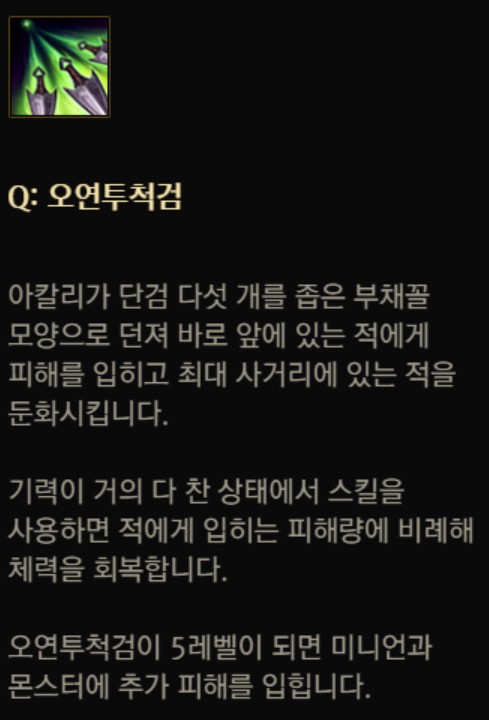 Q: 오연투척검
아칼리가 단검 다섯 개를 좁은 부채꼴
모양으로 던져 바로 앞에 있는 적에게
피해를 입히고 최대 사거리에 있는 적을
둔화시킵니다.
기력이 거의 다 찬 상태에서 스킬을
사용하면 적에게 입히는 피해량에 비례해
체력을 회복합니다.
오연투척검이 5레벨이 되면 미니언과
몬스터에 추가 피해를 입힙니다.